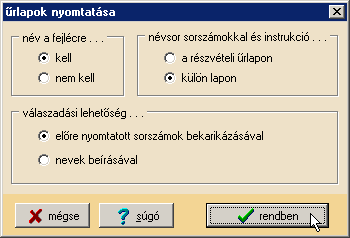 űrlapok nyomtatása
név a fejlécre . . .
kell
nem kell
névsor sorszámokkal és instrukció . . .
a részvételi űrlapon
külön lapon
válaszadási lehetőség . . .
előre nyomtatott sorszámok bekarikázásával
nevek beírásával
mégse
súgó
rendben